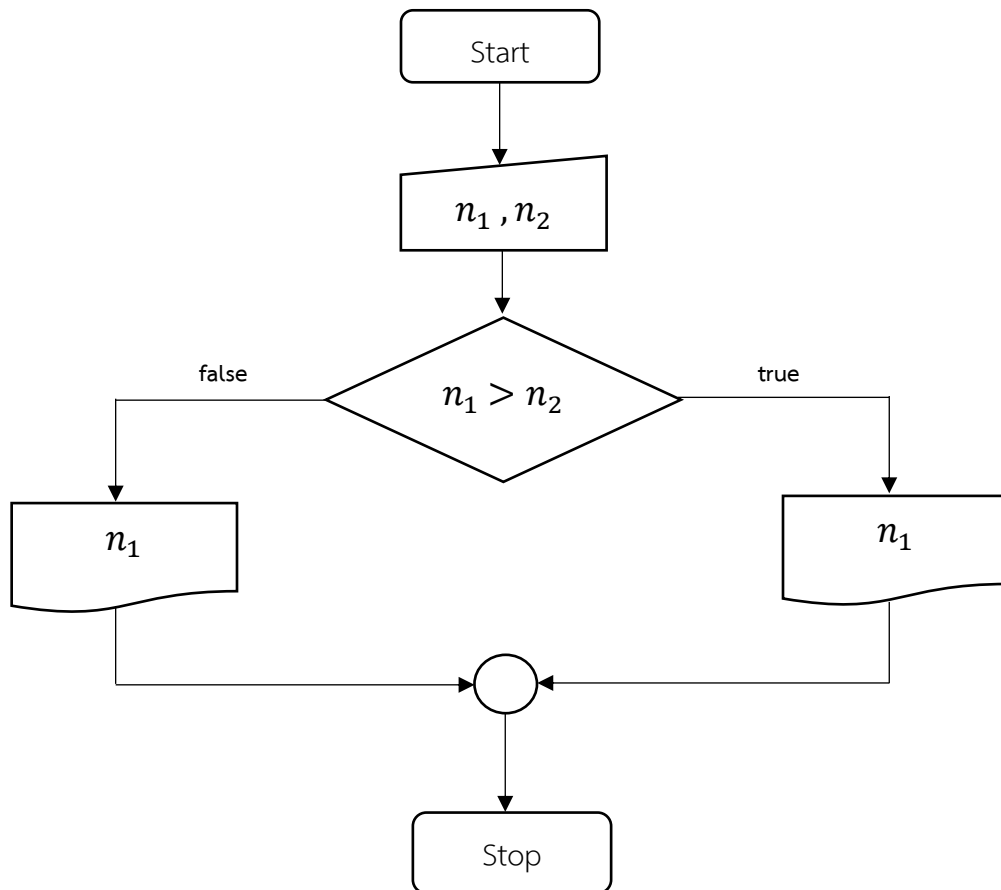 Start
n₁ , n₂
false
n₁ > n₂
true
n₁
n₁
Stop